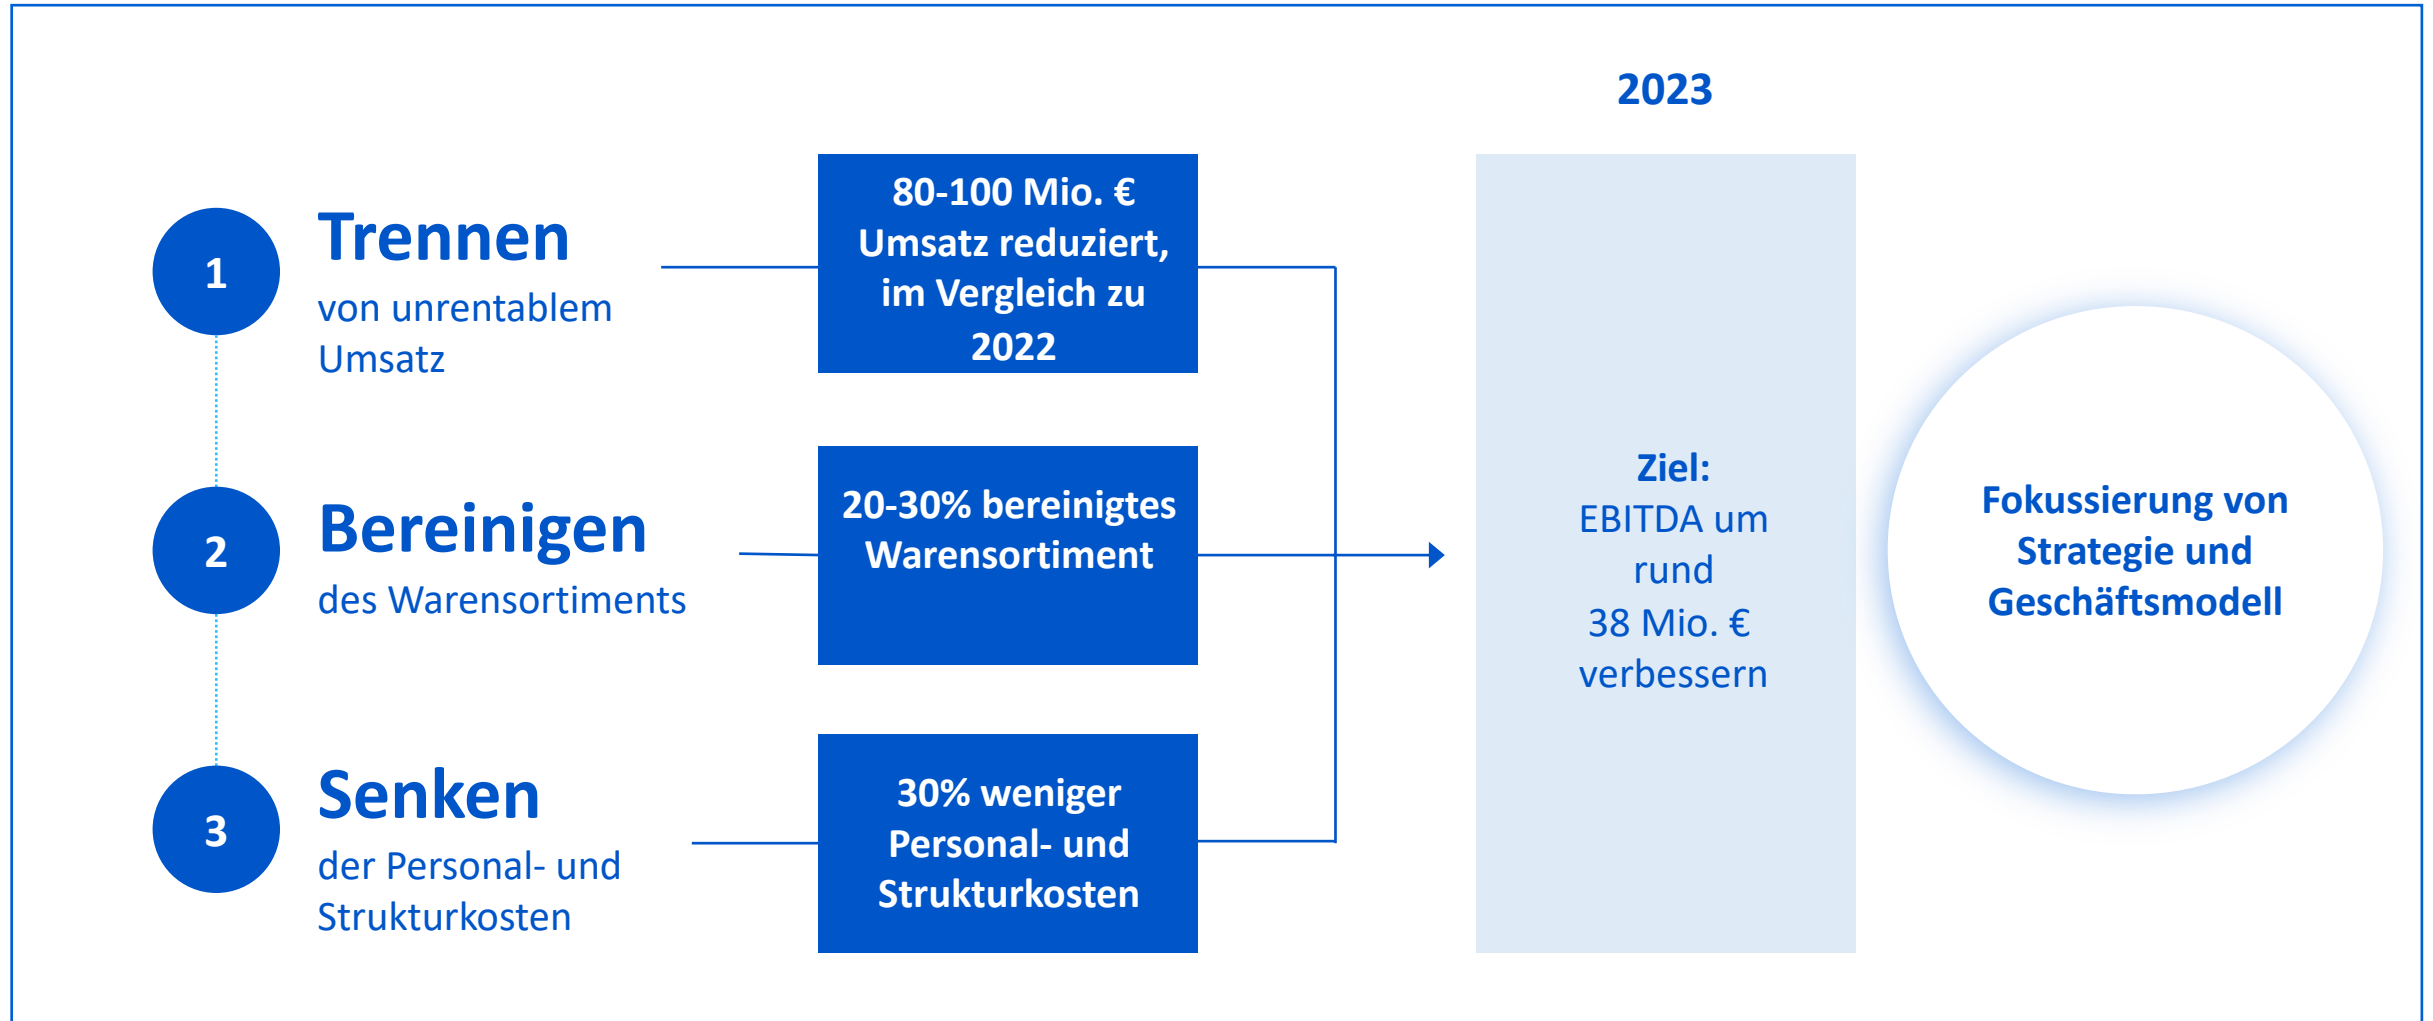 2023
1
Trennen
von unrentablem
Umsatz
80-100 Mio. €
Umsatz reduziert,
im Vergleich zu
2022
2
Bereinigen
des Warensortiments
20-30% bereinigtes
Warensortiment
3
Senken
der Personal- und
Strukturkosten
30% weniger
Personal- und
Strukturkosten
Ziel:
EBITDA um
rund
38 Mio. €
verbessern
Fokussierung von
Strategie und
Geschäftsmodell